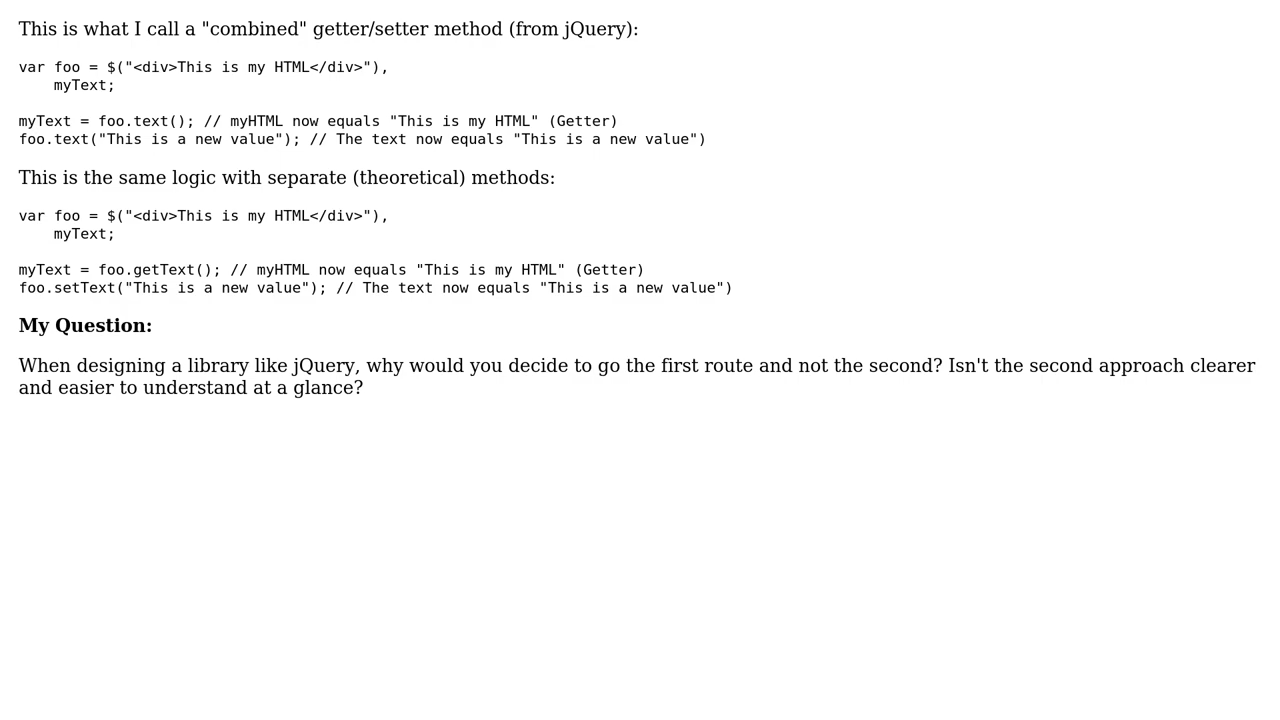 This is what I call a "combined" getter/setter method (from jQuery):
var foo = $("<div>This is my HTML</div>"),
    myText;
myText = foo.text(); // myHTML now equals "This is my HTML" (Getter)
foo.text("This is a new value"); // The text now equals "This is a new value")
This is the same logic with separate (theoretical) methods:
var foo = $("<div>This is my HTML</div>"),
    myText;
myText = foo.getText(); // myHTML now equals "This is my HTML" (Getter)
foo.setText("This is a new value"); // The text now equals "This is a new value")
My Question:
When designing a library like jQuery, why would you decide to go the first route and not the second? Isn't the second approach clearer
and easier to understand at a glance?